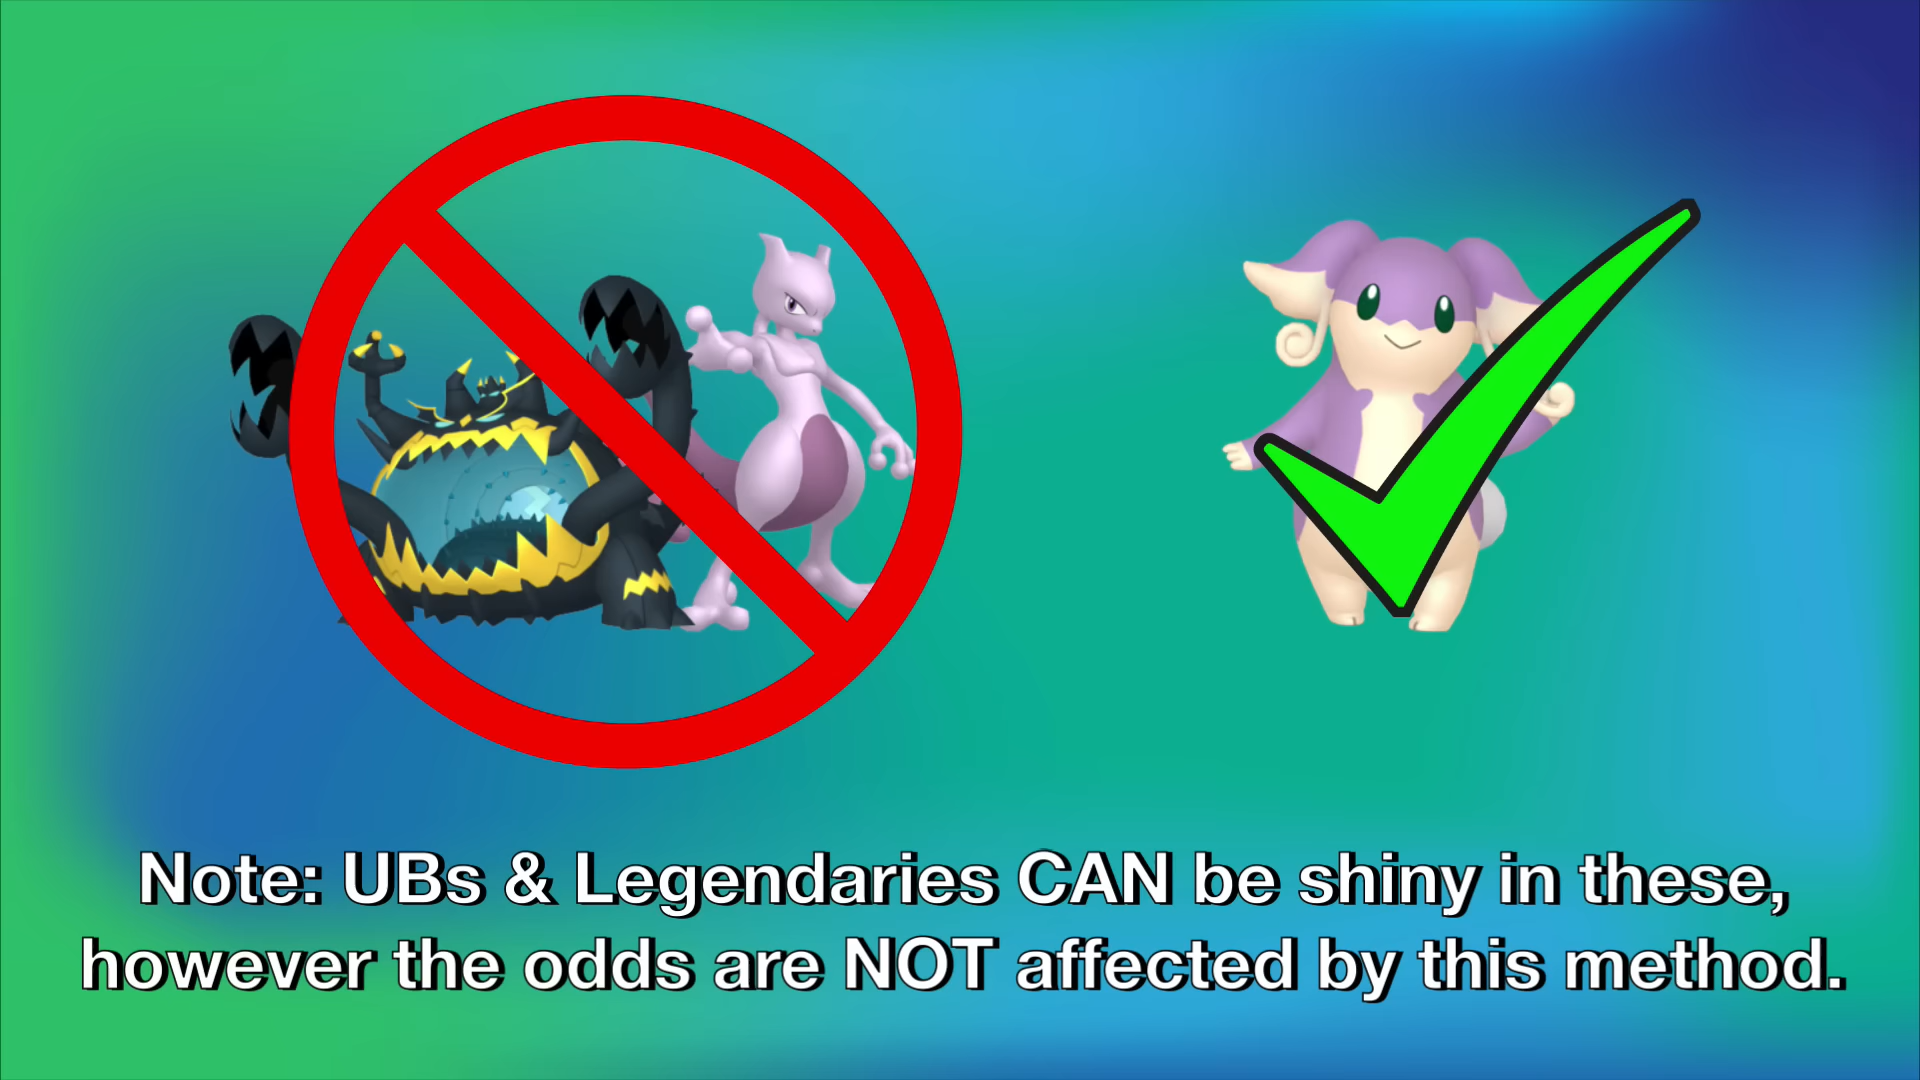 Note: UBs & Legendaries CAN be shiny in these,
however the odds are NOT affected by this method.